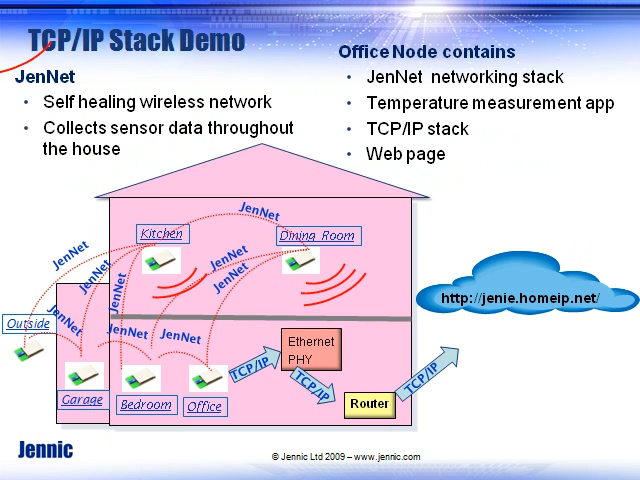 TCP/IP Stack Demo
JenNet
• Self healing wireless network
• Collects sensor data throughout
the house
Office Node contains
• JenNet networking stack
• Temperature measurement app
• TCP/IP stack
• Web page
JenNet
Kitchen
Dining Room
JenNet
JenNet
JenNet
JenNet
JenNet
http://jenie.homeip.net/
Outside
JenNet
JenNet
JenNet
Ethernet
PHY
TCP/IP
TCP/IP
TCP/IP
Garage
Bedroom
Office
Router
Jennic
© Jennic Ltd 2009 – www.jennic.com